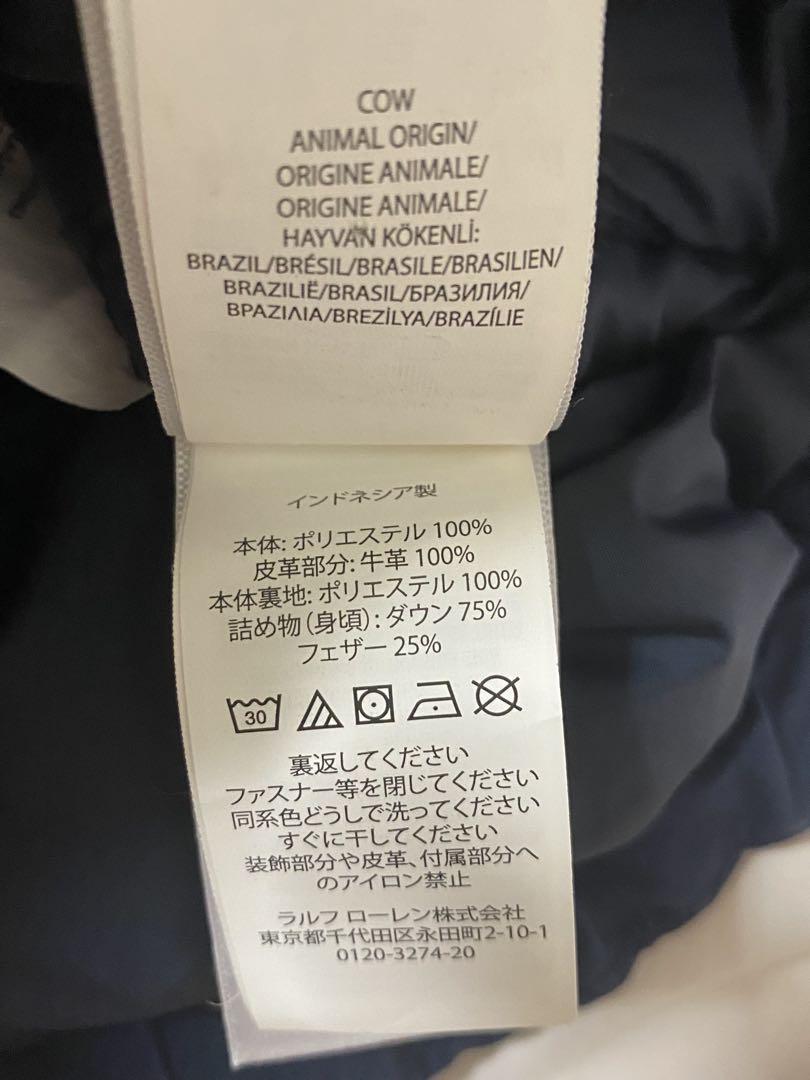 COW
ANIMAL ORIGIN/
ORIGINE ANIMALE/
ORIGINE ANIMALE/
HAYVAN KÖKENLİ:
BRAZIL/BRÉSIL/BRASILE/BRASILIEN/
BRAZILIË/BRASIL/БРАЗИЛИЯ/
ΒΡΑΖΙΛΙΑ/BREZİLYA/BRAZÍLIE
インドネシア製
本体: ポリエステル 100%
皮革部分: 牛革 100%
本体裏地: ポリエステル 100%
詰め物 (身頃) : ダウン 75%
フェザー 25%
30
裏返してください
ファスナー等を閉じてください
同系色どうしで洗ってください
すぐに干してください
装飾部分や皮革、付属部分へ
のアイロン禁止
ラルフ ローレン株式会社
東京都千代田区永田町2-10-1
0120-3274-20